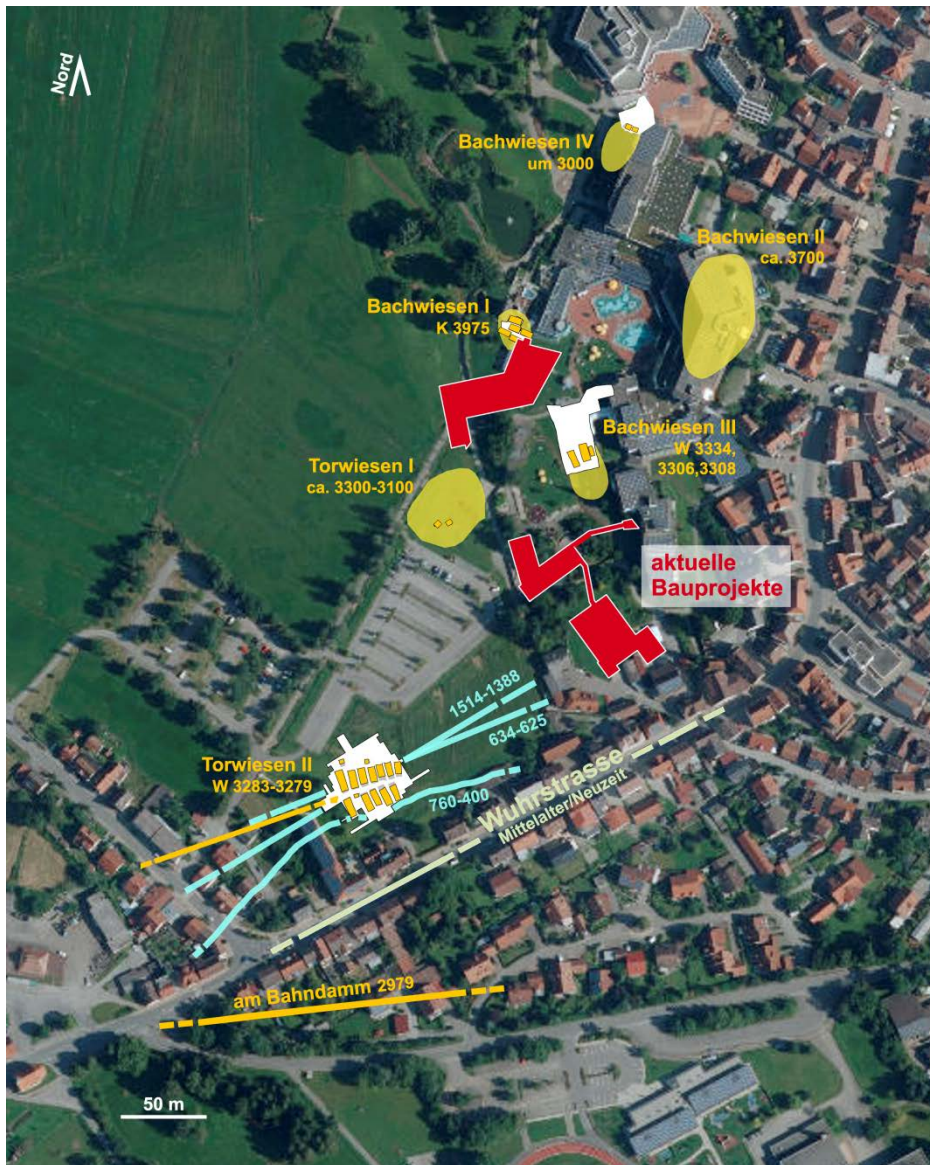 Nord
Bachwiesen IV
um 3000
Bachwiesen II
ca. 3700
Bachwiesen I
K 3975
Bachwiesen III
W 3334,
3306,3308
Torwiesen I
ca. 3300-3100
aktuelle
Bauprojekte
1514-1388
634-625
Torwiesen II
W 3283-3279
760-400
Wuhrstrasse
Mittelalter/Neuzeit
am Bahndamm 2979
50 m